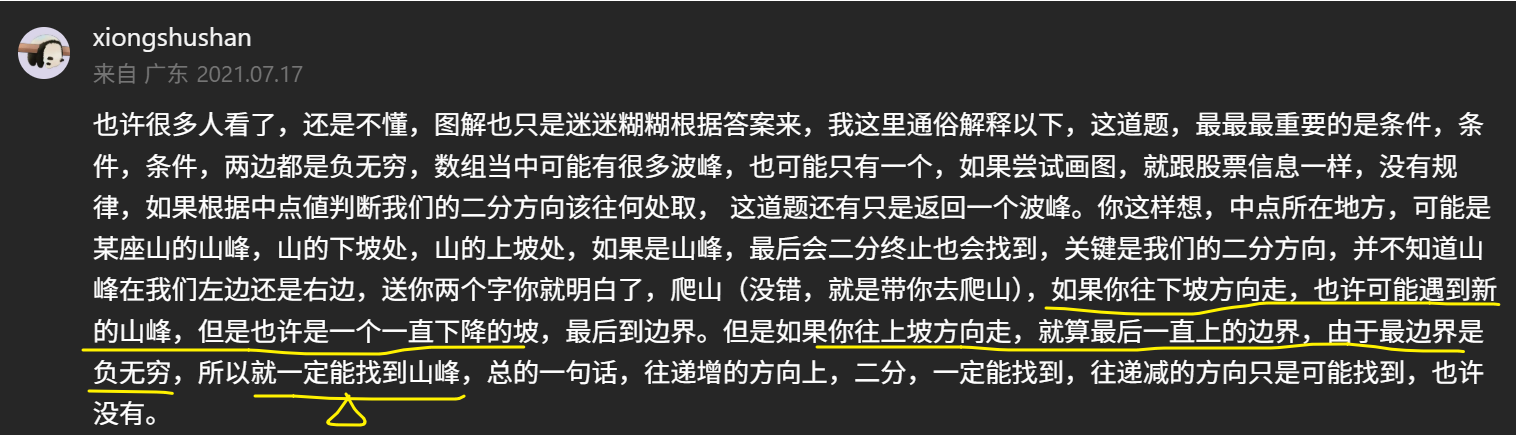 xiongshushan
来自 广东 2021.07.17
也许很多人看了，还是不懂，图解也只是迷迷糊糊根据答案来，我这里通俗解释以下，这道题，最最最重要的是条件，条
件，条件，两边都是负无穷，数组当中可能有很多波峰，也可能只有一个，如果尝试画图，就跟股票信息一样，没有规
律，如果根据中点值判断我们的二分方向该往何处取， 这道题还有只是返回一个波峰。你这样想，中点所在地方，可能是
某座山的山峰，山的下坡处，山的上坡处，如果是山峰，最后会二分终止也会找到，关键是我们的二分方向，并不知道山
峰在我们左边还是右边，送你两个字你就明白了，爬山（没错，就是带你去爬山），如果你往下坡方向走，也许可能遇到新
的山峰，但是也许是一个一直下降的坡，最后到边界。但是如果你往上坡方向走，就算最后一直上的边界，由于最边界是
负无穷，所以就一定能找到山峰，总的一句话，往递增的方向上，二分，一定能找到，往递减的方向只是可能找到，也许
没有。